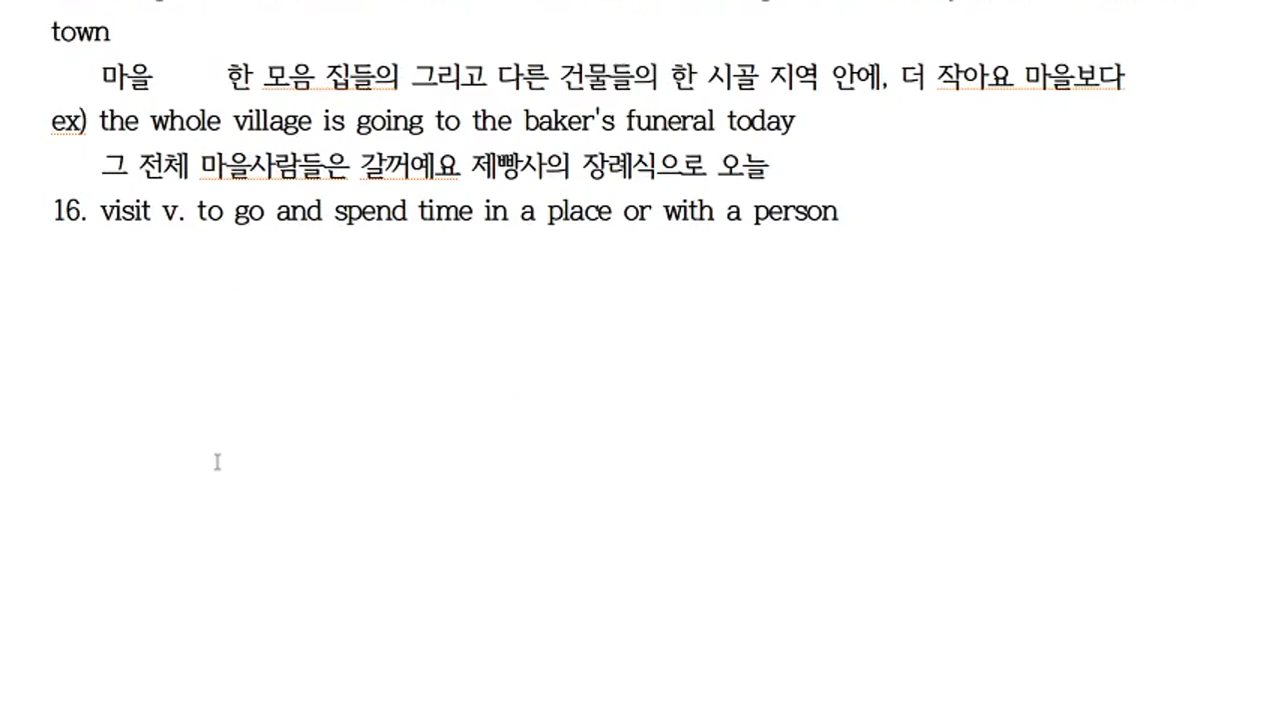 town
마을 한 모음 집들의 그리고 다른 건물들의 한 시골 지역 안에, 더 작아요 마을보다
ex) the whole village is going to the baker's funeral today
그 전체 마을사람들은 갈꺼예요 제빵사의 장례식으로 오늘
16. visit v. to go and spend time in a place or with a person